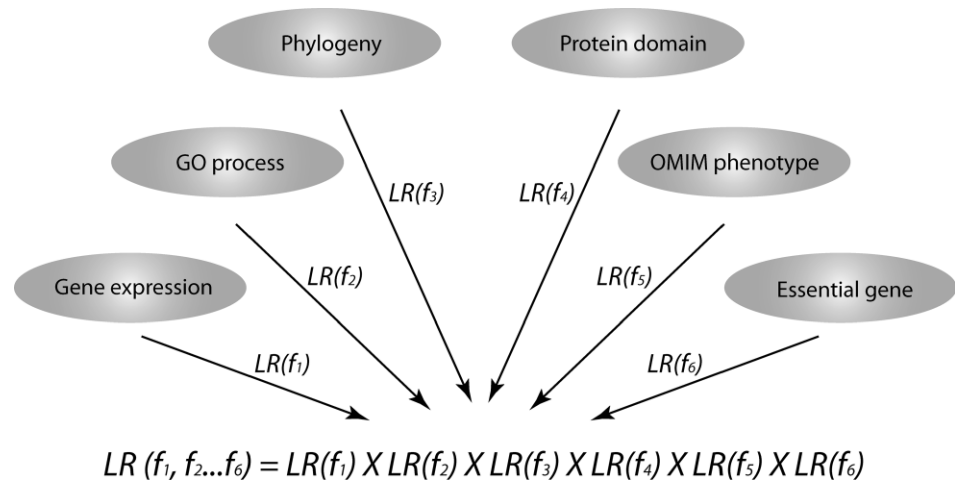 Phylogeny
Protein domain
GO process
OMIM phenotype
LR(f₃)
LR(f₄)
Gene expression
LR(f₂)
LR(f₅)
Essential gene
LR(f₁)
LR(f₆)
LR (f₁, f₂...f₆) = LR(f₁) X LR(f₂) X LR(f₃) X LR(f₄) X LR(f₅) X LR(f₆)